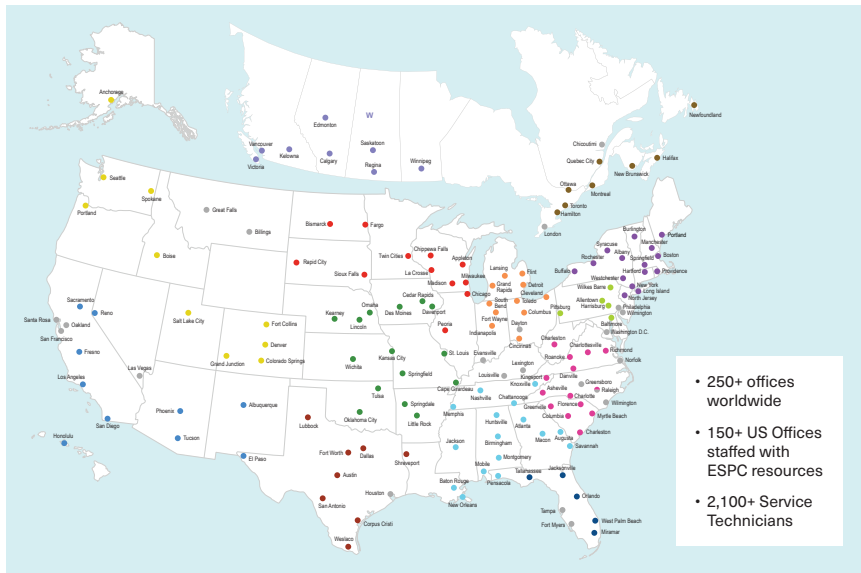 Anchorage
Newfoundland
W
Edmonton
Saskatoon
Vancouver
Kelowna
Victoria
Calgary
Regina
Winnipeg
Chicoutimi
Quebec City
Halifax
New Brunswick
Ottawa
Montreal
Toronto
Hamilton
London
Seattle
Spokane
Portland
Great Falls
Billings
Boise
Bismarck
Fargo
Rapid City
Sioux Falls
Twin Cities
Chippewa Falls
La Crosse
Appleton
Madison
Milwaukee
Chicago
Lansing
Grand
Rapids
Flint
Detroit
Cleveland
Toledo
South
Bend
Fort Wayne
Columbus
Dayton
Cincinnati
Indianapolis
Burlington
Portland
Manchester
Syracuse
Albany
Boston
Rochester
Springfield
Buffalo
Hartford
Providence
Westchester
New York
Long Island
North Jersey
Wilkes Barre
Allentown
Harrisburg
Philadelphia
Wilmington
Pittsburg
Baltimore
Washington D.C.
Sacramento
Reno
Santa Rosa
Oakland
San Francisco
Fresno
Las Vegas
Los Angeles
San Diego
Honolulu
Salt Lake City
Fort Collins
Denver
Grand Junction
Colorado Springs
Phoenix
Tucson
Albuquerque
El Paso
Kearney
Omaha
Lincoln
Des Moines
Cedar Rapids
Davenport
Peoria
Wichita
Kansas City
St. Louis
Springfield
Cape Girardeau
Tulsa
Oklahoma City
Springdale
Little Rock
Evansville
Louisville
Lexington
Charleston
Charlottesville
Richmond
Roanoke
Norfolk
Danville
Kingsport
Knoxville
Nashville
Chattanooga
Memphis
Asheville
Greensboro
Raleigh
Charlotte
Wilmington
Greenville
Florence
Columbia
Myrtle Beach
Charleston
Huntsville
Atlanta
Birmingham
Macon
Augusta
Savannah
Jackson
Montgomery
Mobile
Pensacola
Tallahassee
Jacksonville
Baton Rouge
New Orleans
Lubbock
Fort Worth
Dallas
Shreveport
Austin
Houston
San Antonio
Corpus Cristi
Weslaco
Orlando
Tampa
Fort Myers
West Palm Beach
Miramar
• 250+ offices
worldwide
• 150+ US Offices
staffed with
ESPC resources
• 2,100+ Service
Technicians